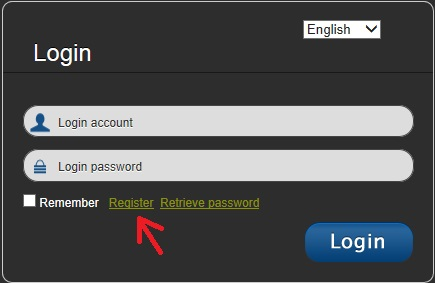 English
Login
Login account
Login password
Remember Register Retrieve password
Login